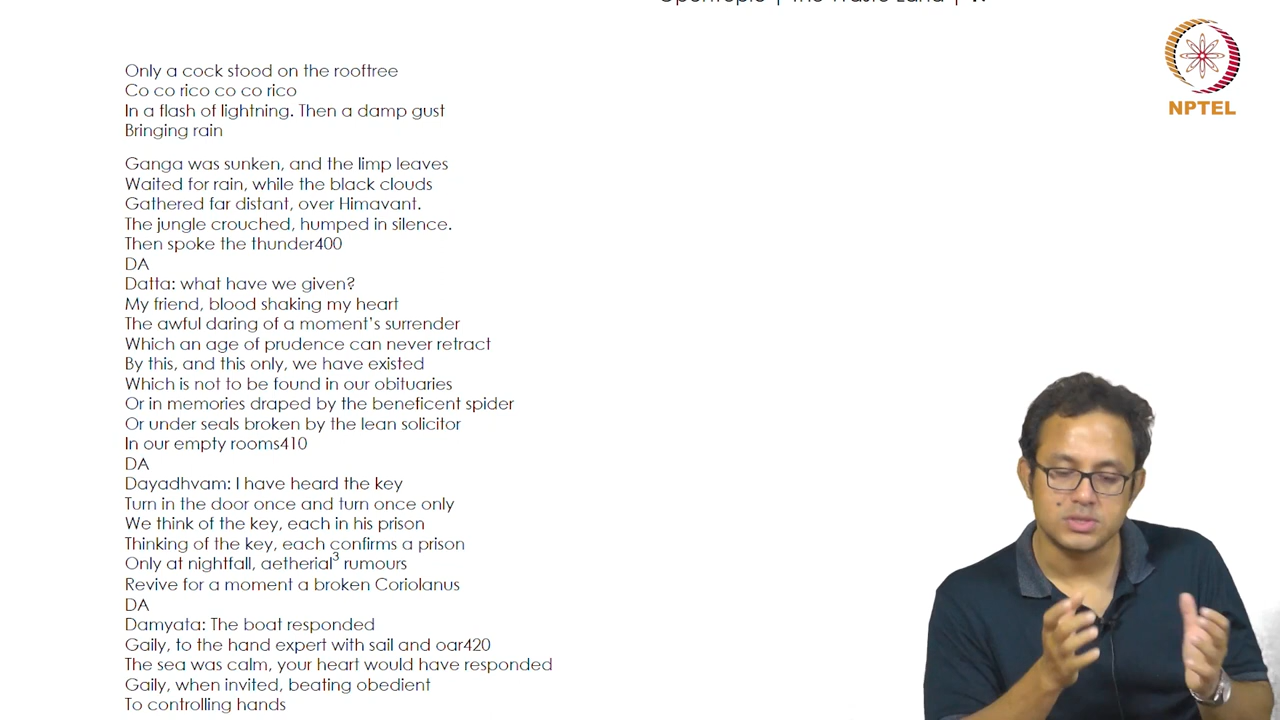 OpenTopic | The Waste Land |
NPTEL
Only a cock stood on the rooftree
Co co rico co co rico
In a flash of lightning. Then a damp gust
Bringing rain
Ganga was sunken, and the limp leaves
Waited for rain, while the black clouds
Gathered far distant, over Himavant.
The jungle crouched, humped in silence.
Then spoke the thunder400
DA
Datta: what have we given?
My friend, blood shaking my heart
The awful daring of a moment’s surrender
Which an age of prudence can never retract
By this, and this only, we have existed
Which is not to be found in our obituaries
Or in memories draped by the beneficent spider
Or under seals broken by the lean solicitor
In our empty rooms410
DA
Dayadhvam: I have heard the key
Turn in the door once and turn once only
We think of the key, each in his prison
Thinking of the key, each confirms a prison
Only at nightfall, aetherial3 rumours
Revive for a moment a broken Coriolanus
DA
Damyata: The boat responded
Gaily, to the hand expert with sail and oar420
The sea was calm, your heart would have responded
Gaily, when invited, beating obedient
To controlling hands